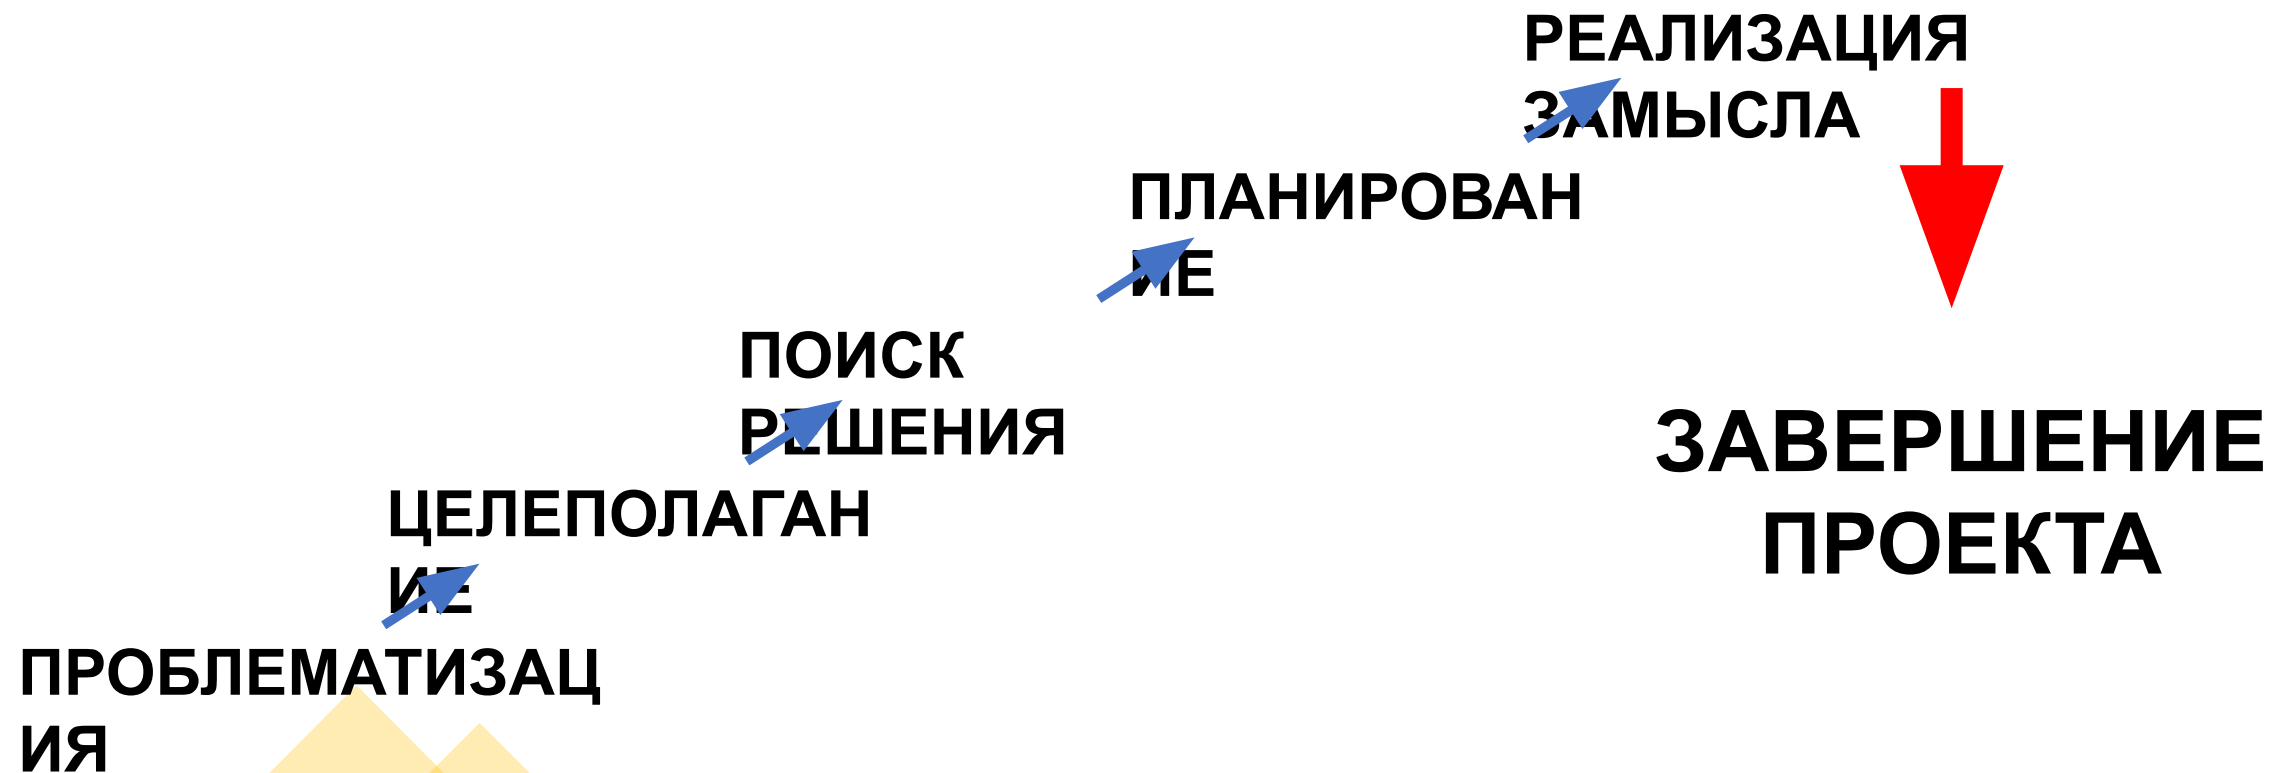 РЕАЛИЗАЦИЯ
ЗАМЫСЛА
ПЛАНИРОВАН
ИЕ
ПОИСК
РЕШЕНИЯ
ЦЕЛЕПОЛАГАН
ИЕ
ПРОБЛЕМАТИЗАЦ
ИЯ
ЗАВЕРШЕНИЕ
ПРОЕКТА